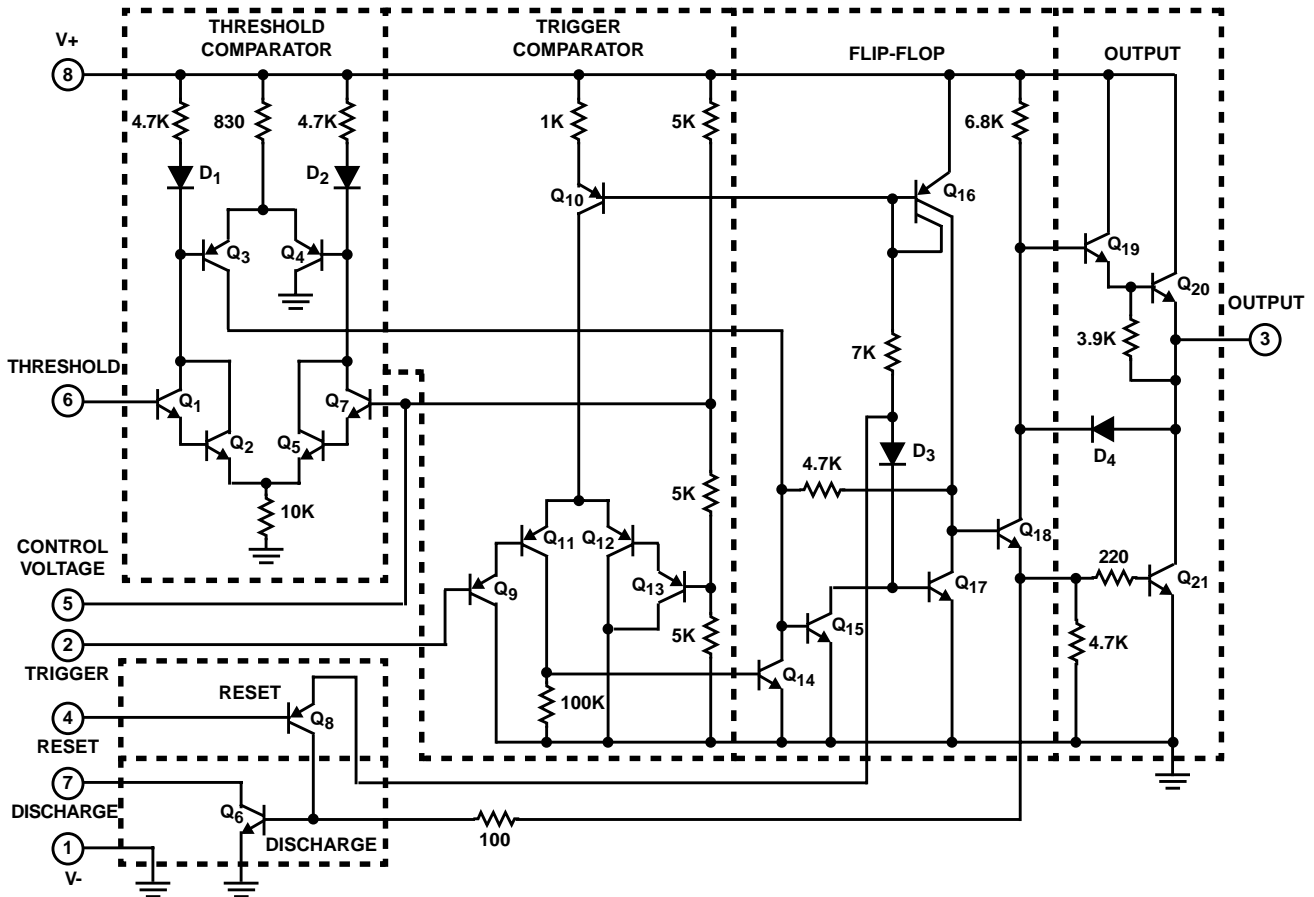 THRESHOLD
COMPARATOR
TRIGGER
COMPARATOR
FLIP-FLOP
OUTPUT
V+
8
4.7K
830
4.7K
1K
5K
6.8K
D1
D2
Q10
Q16
Q3
Q4
Q19
Q20
OUTPUT
3
3.9K
7K
THRESHOLD
6
Q1
Q7
Q2
Q5
D3
D4
4.7K
5K
10K
Q11
Q12
Q18
CONTROL
VOLTAGE
5
Q9
Q13
Q17
220
Q21
2
TRIGGER
5K
Q15
4.7K
RESET
Q14
100K
4
RESET
Q8
7
DISCHARGE
Q6
DISCHARGE
100
1
V-